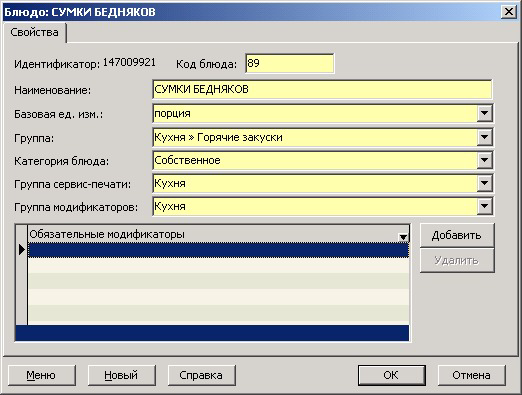 Блюдо: СУМКИ БЕДНЯКОВ
Свойства
Идентификатор: 147009921 Код блюда: 89
Наименование: СУМКИ БЕДНЯКОВ
Базовая ед. изм.: порция
Группа: Кухня » Горячие закуски
Категория блюда: Собственное
Группа сервис-печати: Кухня
Группа модификаторов: Кухня
Обязательные модификаторы
Добавить
Удалить
Меню Новый Справка OK Отмена